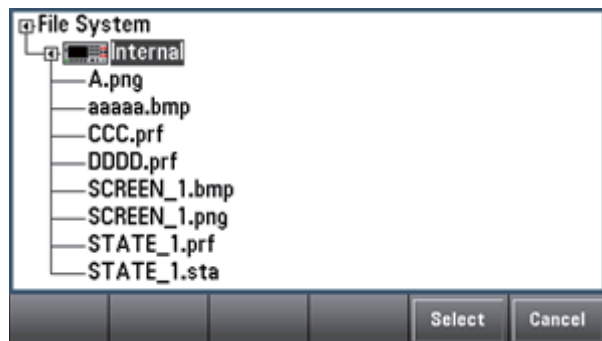 File System
Internal
A.png
aaaaa.bmp
CCC.prf
DDDD.prf
SCREEN_1.bmp
SCREEN_1.png
STATE_1.prf
STATE_1.sta
Select Cancel